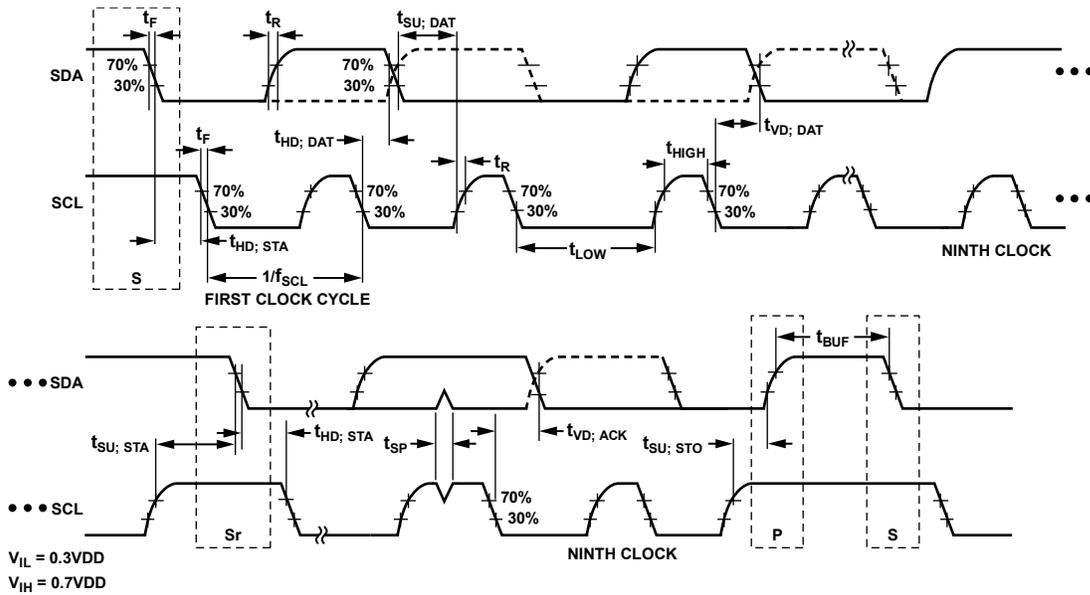 tF
tR
tSU; DAT
70%
30%
70%
30%
SDA
tF
tHD; DAT
tR
tHIGH
tVD; DAT
70%
30%
70%
30%
70%
30%
SCL
tHD; STA
tLOW
NINTH CLOCK
S
1/fSCL
FIRST CLOCK CYCLE
tBUF
SDA
tSU; STA
tHD; STA
tSP
tVD; ACK
tSU; STO
70%
30%
SCL
Sr
NINTH CLOCK
P
S
VIL = 0.3VDD
VIH = 0.7VDD